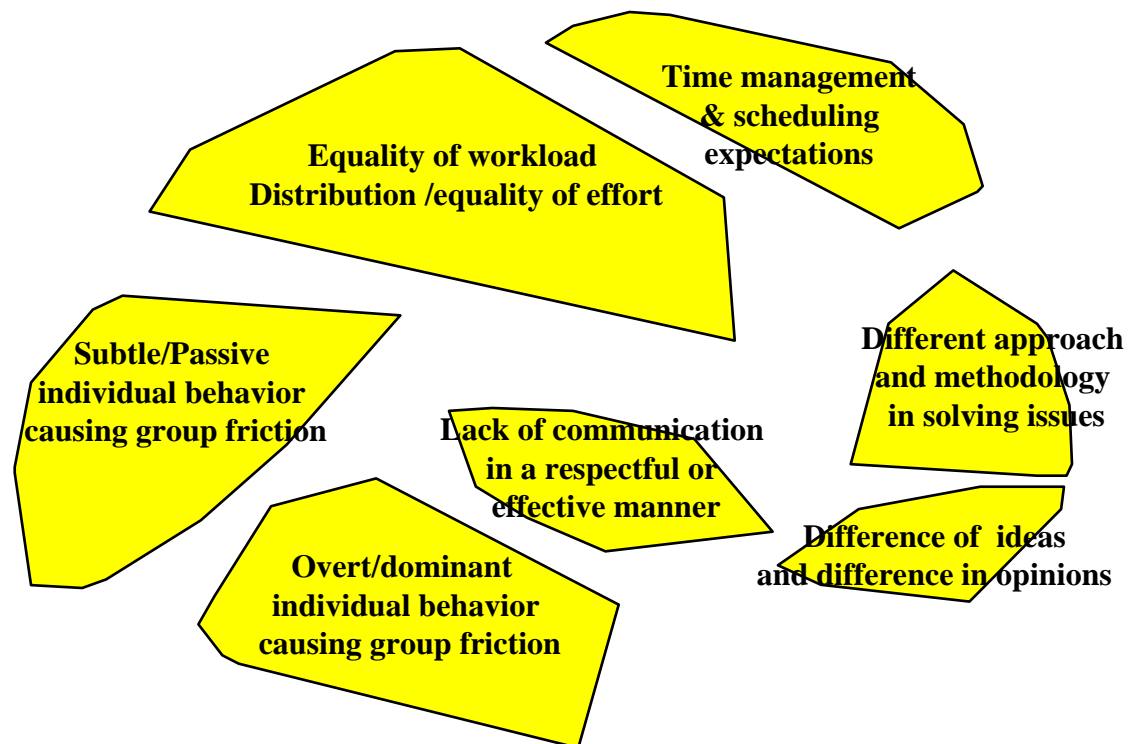 Time management
& scheduling
expectations
Equality of workload
Distribution /equality of effort
Subtle/Passive
individual behavior
causing group friction
Different approach
and methodology
in solving issues
Lack of communication
in a respectful or
effective manner
Difference of  ideas
and difference in opinions
Overt/dominant
individual behavior
causing group friction